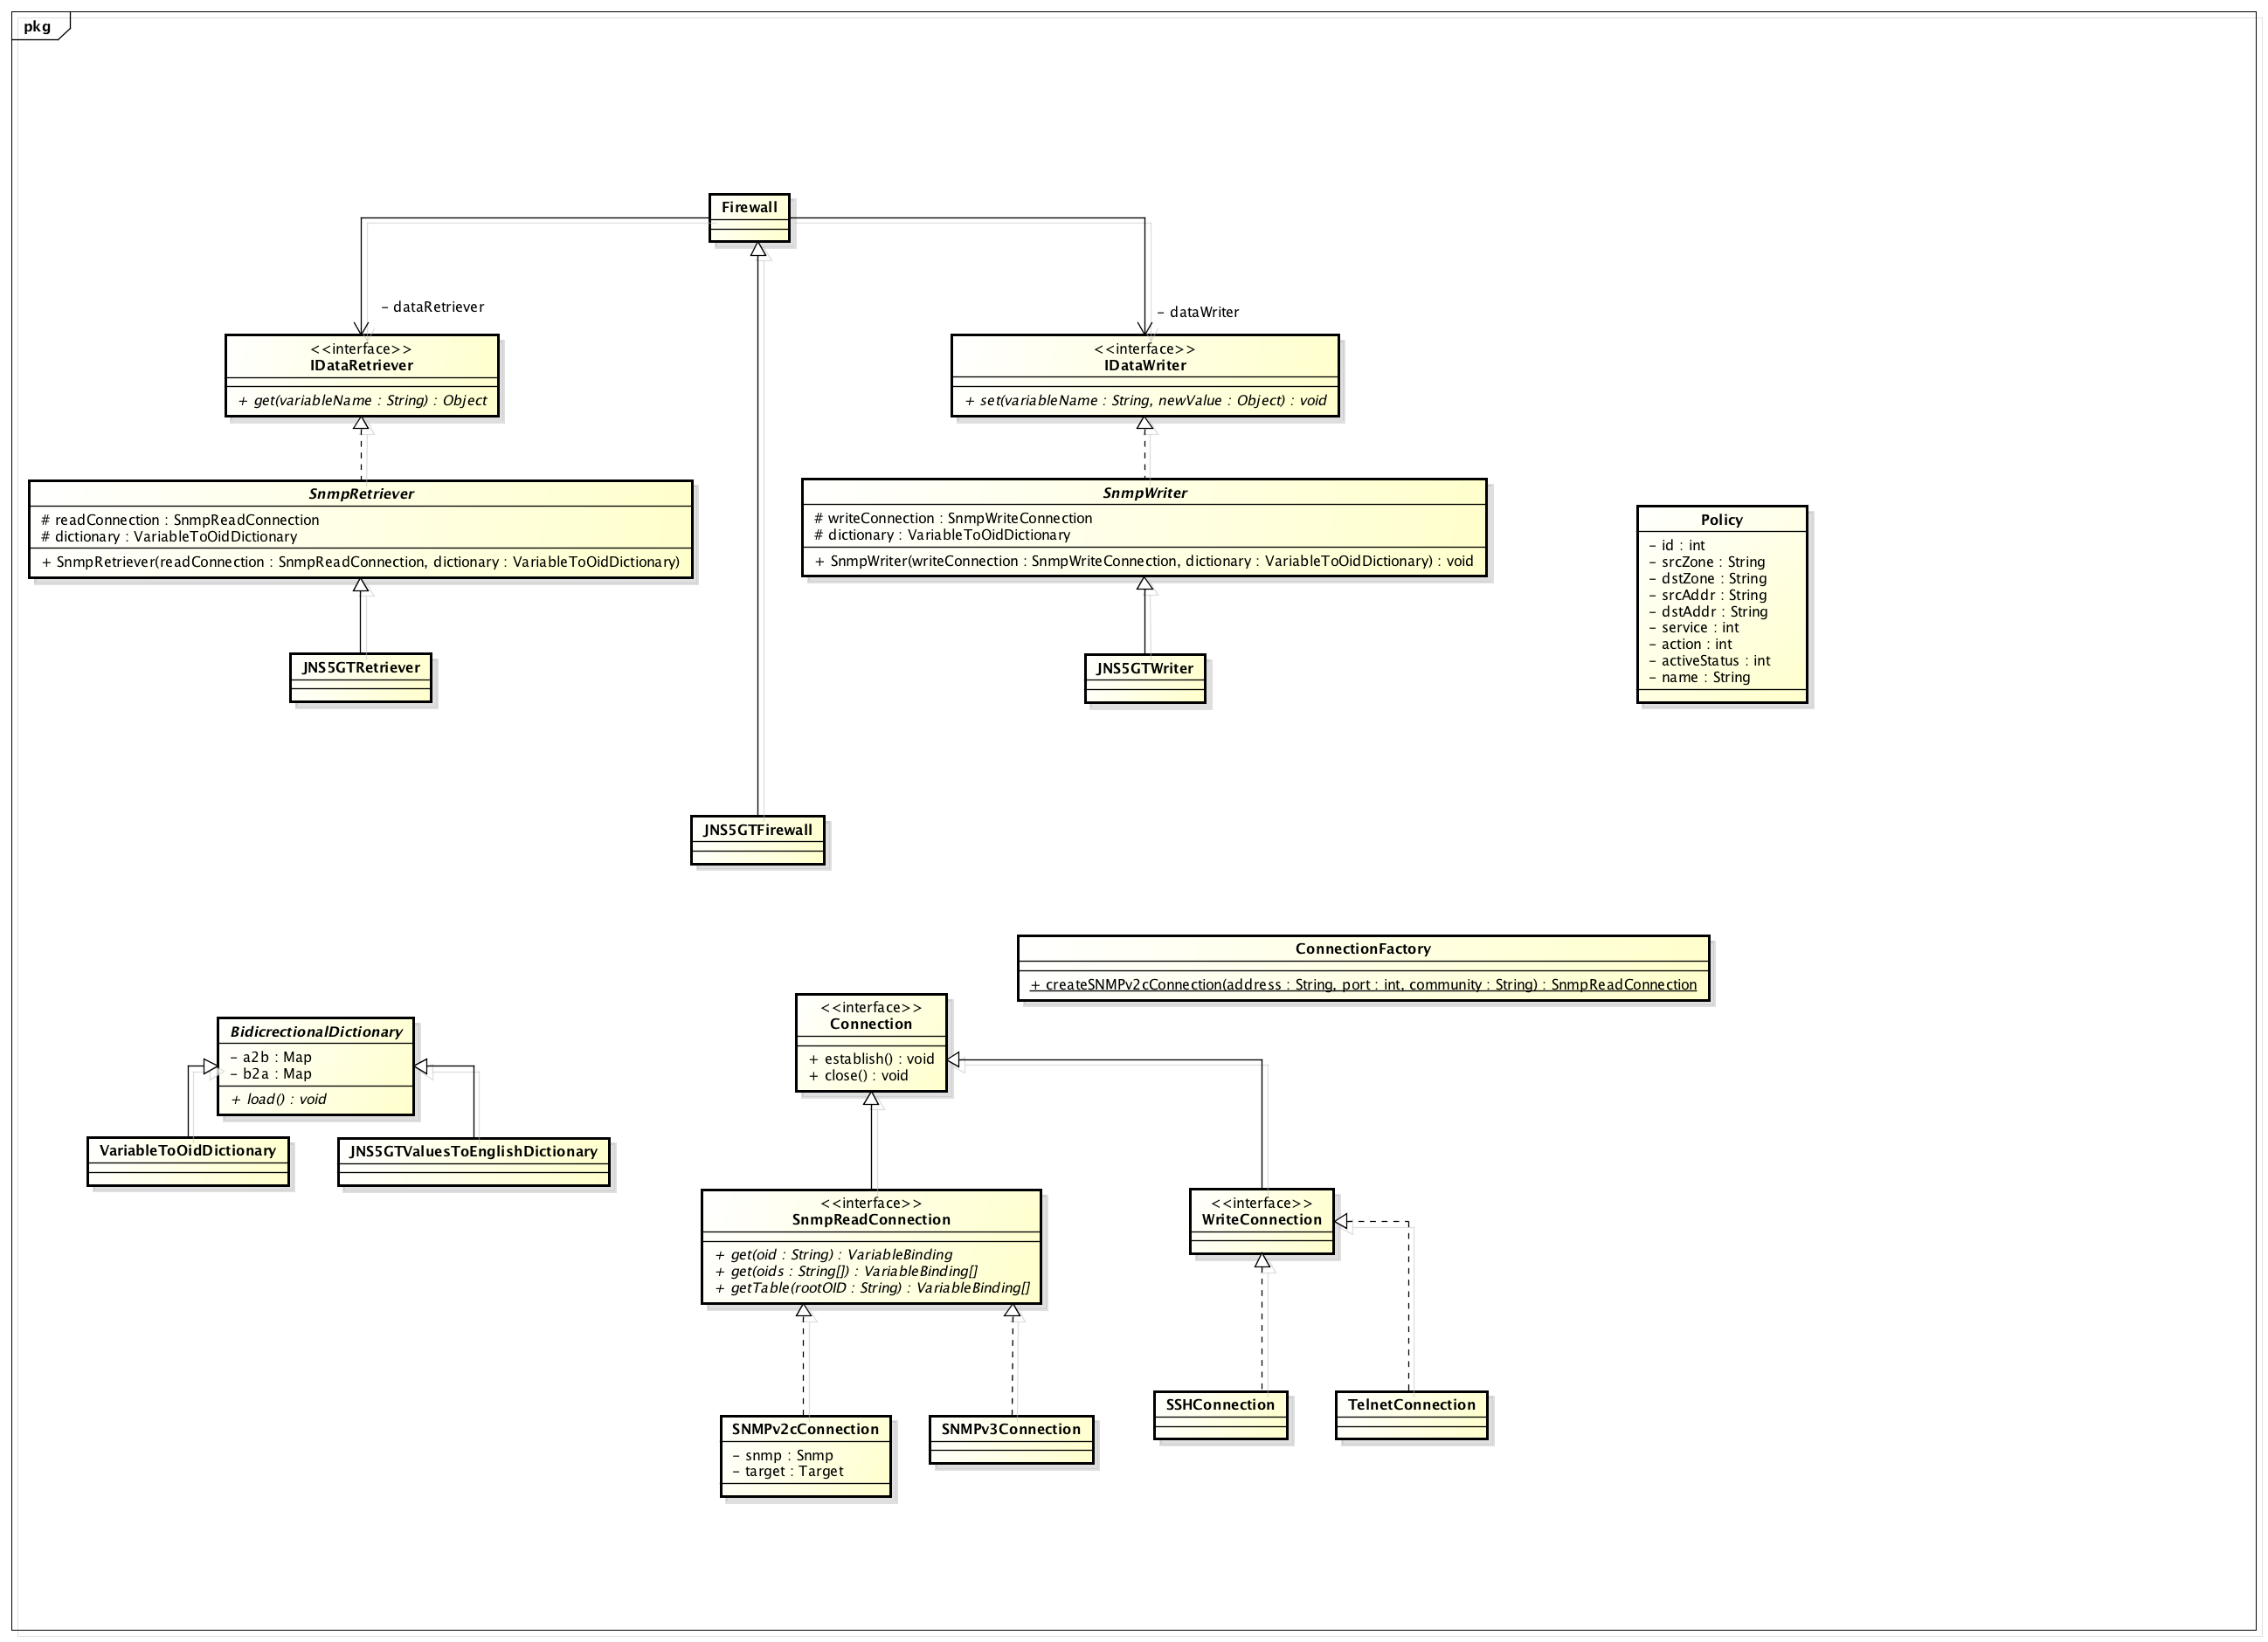 pkg
Firewall
– dataRetriever
– dataWriter
<<interface>>
IDataRetriever
+ get(variableName : String) : Object
<<interface>>
IDataWriter
+ set(variableName : String, newValue : Object) : void
SnmpRetriever
# readConnection : SnmpReadConnection
# dictionary : VariableToOidDictionary
+ SnmpRetriever(readConnection : SnmpReadConnection, dictionary : VariableToOidDictionary)
SnmpWriter
# writeConnection : SnmpWriteConnection
# dictionary : VariableToOidDictionary
+ SnmpWriter(writeConnection : SnmpWriteConnection, dictionary : VariableToOidDictionary) : void
Policy
– id : int
– srcZone : String
– dstZone : String
– srcAddr : String
– dstAddr : String
– service : int
– action : int
– activeStatus : int
– name : String
JNS5GTRetriever
JNS5GTWriter
JNS5GTFirewall
ConnectionFactory
+ createSNMPv2cConnection(address : String, port : int, community : String) : SnmpReadConnection
<<interface>>
Connection
+ establish() : void
+ close() : void
BidicrectionalDictionary
– a2b : Map
– b2a : Map
+ load() : void
VariableToOidDictionary
JNS5GTValuesToEnglishDictionary
<<interface>>
SnmpReadConnection
+ get(oid : String) : VariableBinding
+ get(oids : String[]) : VariableBinding[]
+ getTable(rootOID : String) : VariableBinding[]
<<interface>>
WriteConnection
SSHConnection
TelnetConnection
SNMPv2cConnection
– snmp : Snmp
– target : Target
SNMPv3Connection